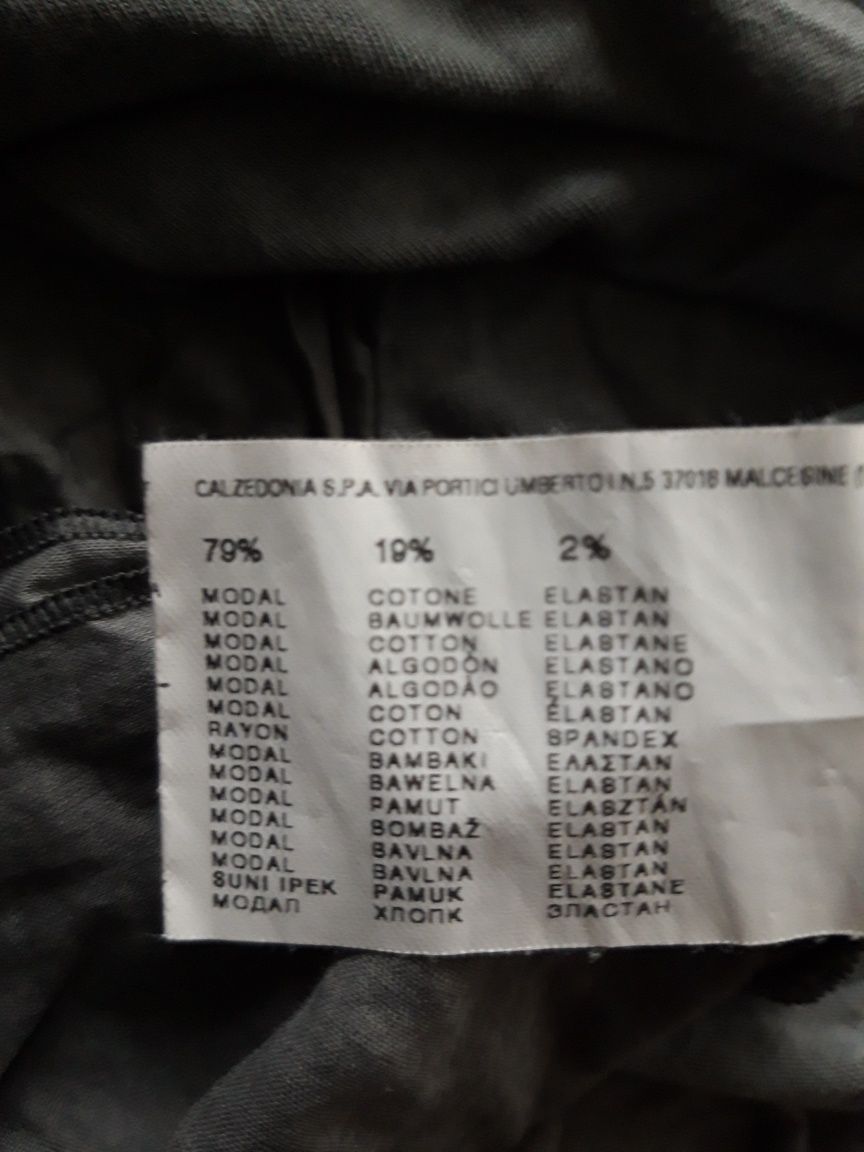 CALZEDONIA S.P.A. VIA PORTICI UMBERTO I N.5 37018 MALCESINE
79% 19% 2%
MODAL COTONE ELASTAN
MODAL BAUMWOLLE ELASTAN
MODAL COTTON ELASTANE
MODAL ALGODÓN ELASTANO
MODAL ALGODÃO ELASTANO
MODAL COTON ÉLASTAN
RAYON COTTON SPANDEX
MODAL BAMBAKI ΕΛΑΣΤΑΝ
MODAL BAWELNA ELASTAN
MODAL PAMUT ELASZTÁN
MODAL BOMBAŽ ELASTAN
MODAL BAVLNA ELASTAN
MODAL BAVLNA ELASTAN
SUNI IPEK PAMUK ELASTANE
МОДАЛ ХЛОПК ЭЛАСТАН